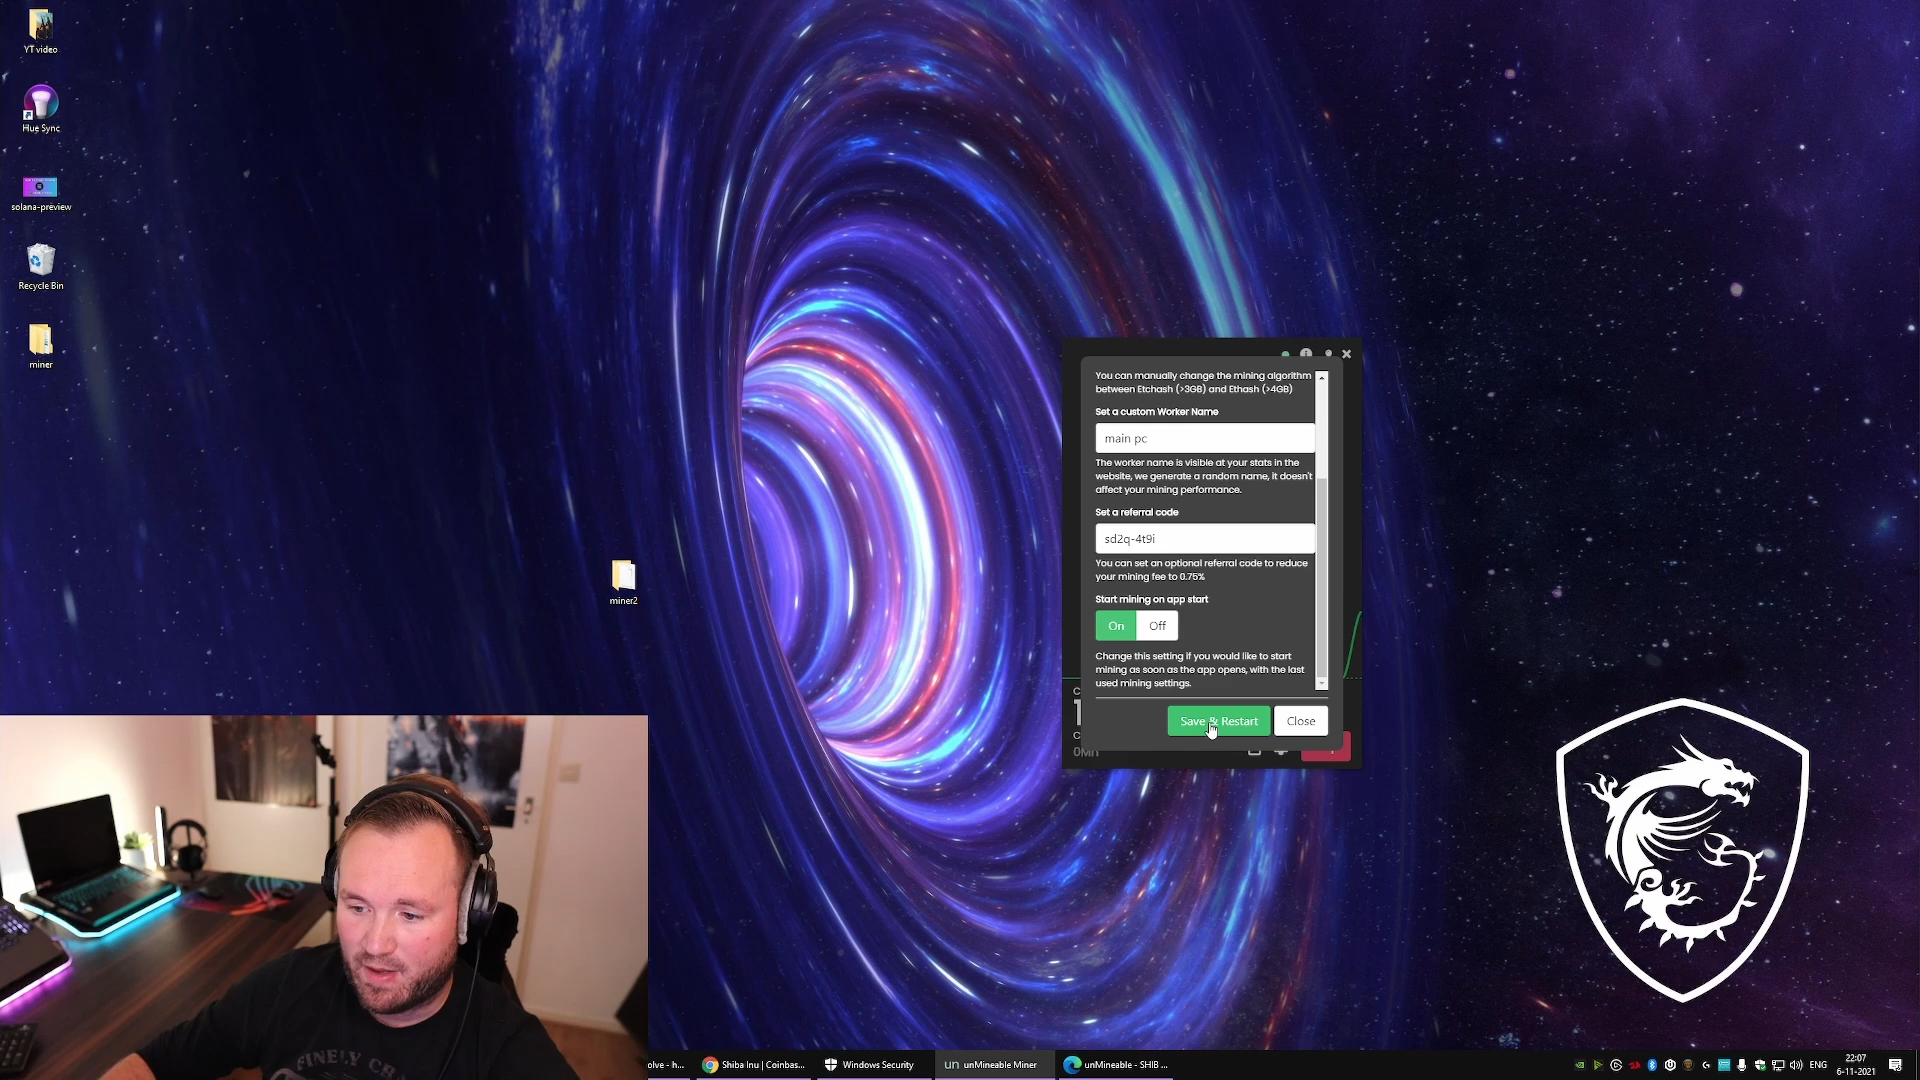 YT video
Hue Sync
solana-preview
Recycle Bin
miner
miner2
You can manually change the mining algorithm
between Etchash (>3GB) and Ethash (>4GB)
Set a custom Worker Name
main pc
The worker name is visible at your stats in the
website, we generate a random name, it doesn't
affect your mining performance.
Set a referral code
sd2q-4t9i
You can set an optional referral code to reduce
your mining fee to 0.75%
Start mining on app start
On
Off
Change this setting if you would like to start
mining as soon as the app opens, with the last
used mining settings.
Save & Restart
Close
olve - h...
Shiba Inu | Coinbas...
Windows Security
un unMineable Miner
unMineable - SHIB ...
ENG
22:07
6-11-2021